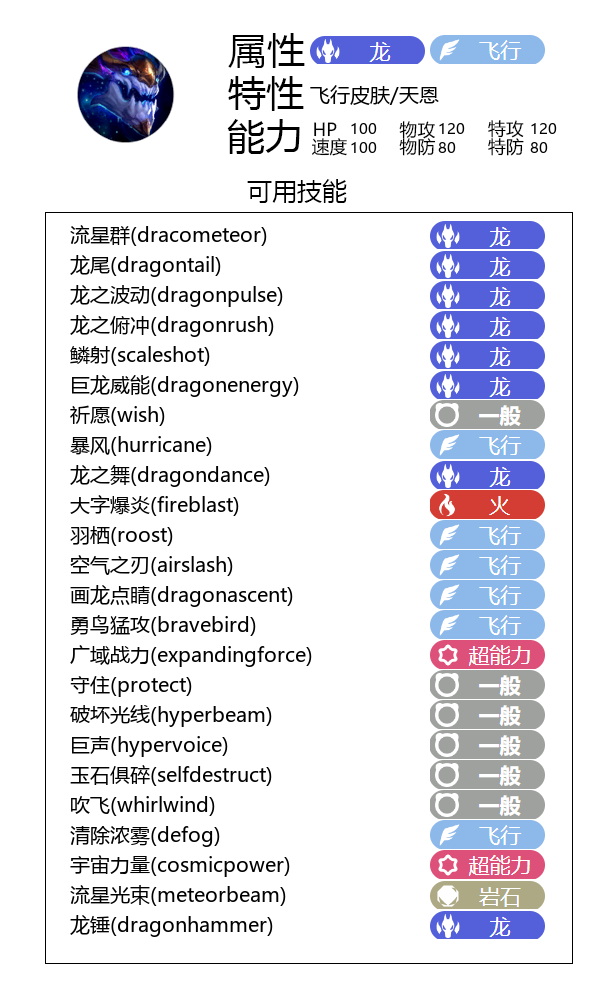 属性 龙 飞行
特性 飞行皮肤/天恩
能力 HP 100 物攻 120 特攻 120
速度 100 物防 80 特防 80
可用技能
流星群(dracometeor) 龙
龙尾(dragontail) 龙
龙之波动(dragonpulse) 龙
龙之俯冲(dragonrush) 龙
鳞射(scaleshot) 龙
巨龙威能(dragonenergy) 龙
祈愿(wish) 一般
暴风(hurricane) 飞行
龙之舞(dragondance) 龙
大字爆炎(fireblast) 火
羽栖(roost) 飞行
空气之刃(airslash) 飞行
画龙点睛(dragonascent) 飞行
勇鸟猛攻(bravebird) 飞行
广域战力(expandingforce) 超能力
守住(protect) 一般
破坏光线(hyperbeam) 一般
巨声(hypervoice) 一般
玉石俱碎(selfdestruct) 一般
吹飞(whirlwind) 一般
清除浓雾(defog) 飞行
宇宙力量(cosmicpower) 超能力
流星光束(meteorbeam) 岩石
龙锤(dragonhammer) 龙